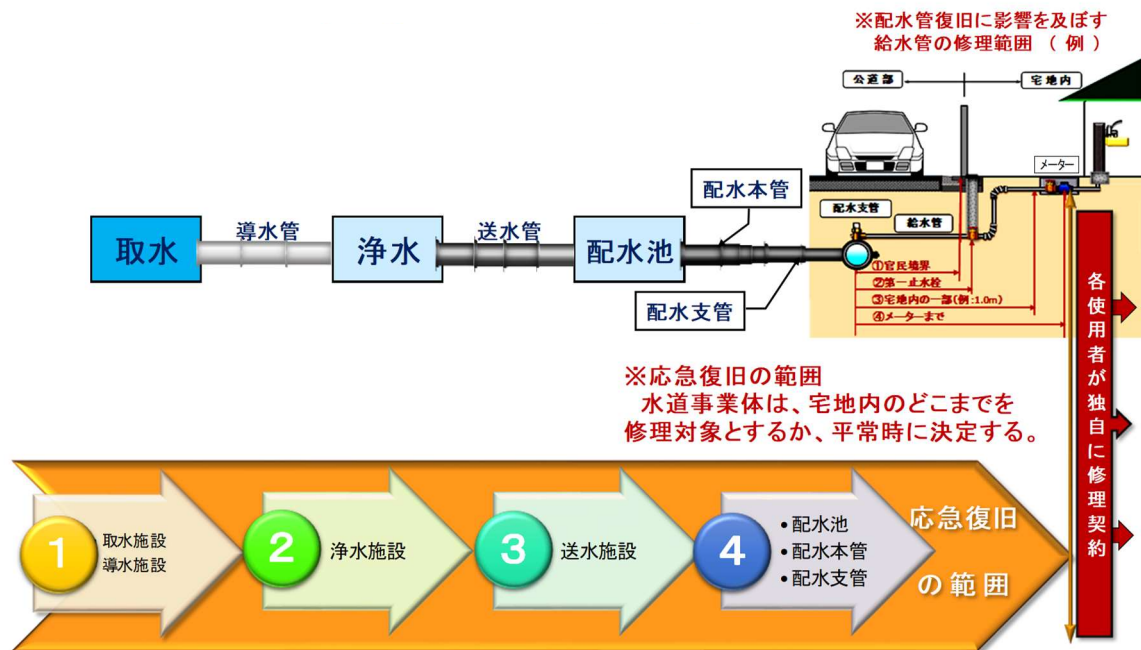 ※配水管復旧に影響を及ぼす
給水管の修理範囲 （ 例 ）
公道部
宅地内
メーター
配水本管
配水支管
給水管
取水
導水管
浄水
送水管
配水池
配水支管
①官民境界
②第一止水栓
③宅地内の一部(例:1.0m)
④メーターまで
各使用者が独自に修理契約
※応急復旧の範囲
水道事業体は、宅地内のどこまでを
修理対象とするか、平常時に決定する。
1
• 取水施設
導水施設
2
浄水施設
3
送水施設
4
• 配水池
• 配水本管
• 配水支管
応急復旧
の 範 囲